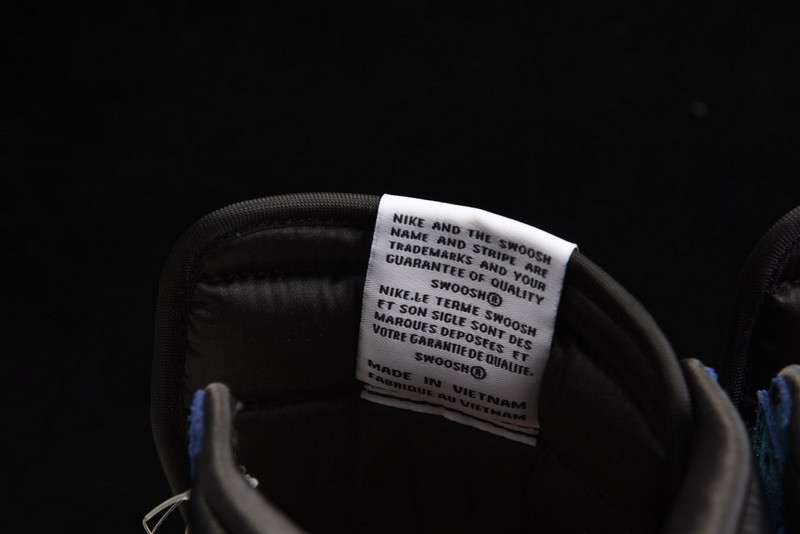 NIKE AND THE SWOOSH
NAME AND STRIPE ARE
TRADEMARKS AND YOUR
GUARANTEE OF QUALITY
SWOOSH®
NIKE.LE TERME SWOOSH
ET SON SIGLE SONT DES
MARQUES DEPOSEES ET
VOTRE GARANTIE DE QUALITE.
SWOOSH®
MADE IN VIETNAM
FABRIQUE AU VIETNAM